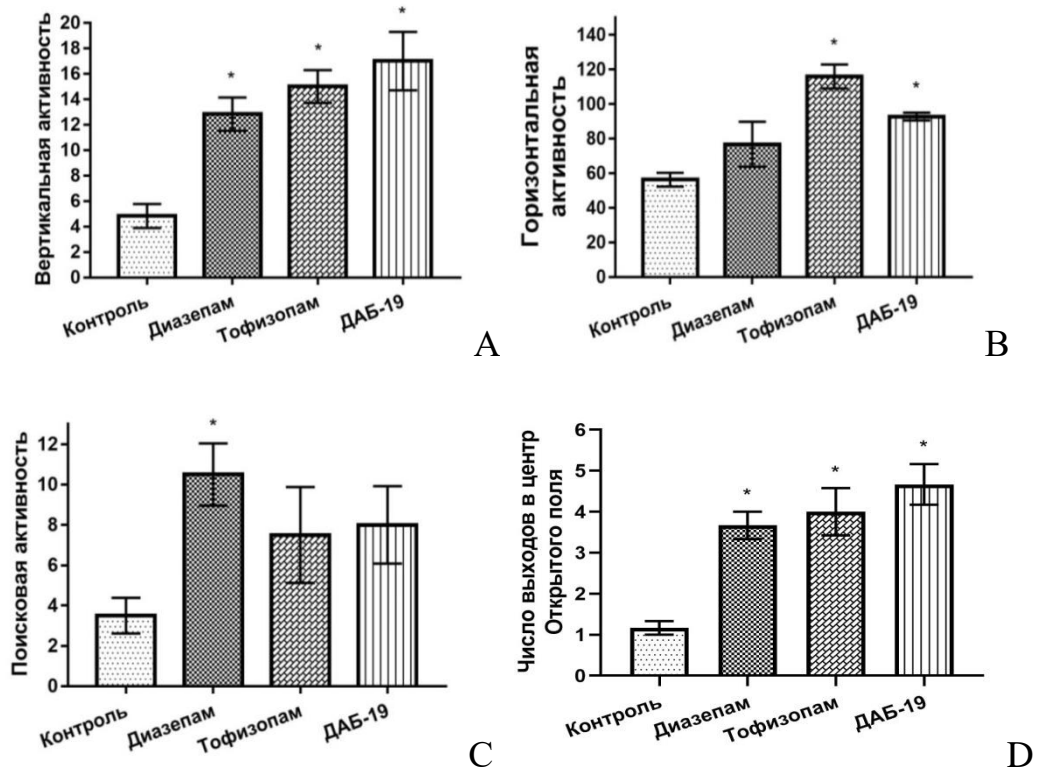 Вертикальная активность
20
18
16
14
12
10
8
6
4
2
0
*
*
*
Контроль
Диазепам
Тофизопам
ДАБ-19
A
Горизонтальная
активность
140
120
100
80
60
40
20
0
*
*
Контроль
Диазепам
Тофизопам
ДАБ-19
B
Поисковая активность
12
10
8
6
4
2
0
*
Контроль
Диазепам
Тофизопам
ДАБ-19
C
Число выходов в центр
Открытого поля
6
5
4
3
2
1
0
*
*
*
Контроль
Диазепам
Тофизопам
ДАБ-19
D